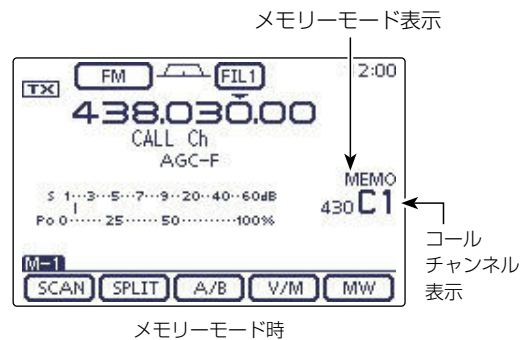 メモリーモード表示
FM FIL1 12:00
TX
438.030.00
CALL Ch
AGC-F
MEMO
S 1···3···5···7···9··20··40··60dB
430 C1
Po 0······25······50··········100%
コール
チャンネル
表示
M-1
SCAN SPLIT A/B V/M MW
メモリーモード時